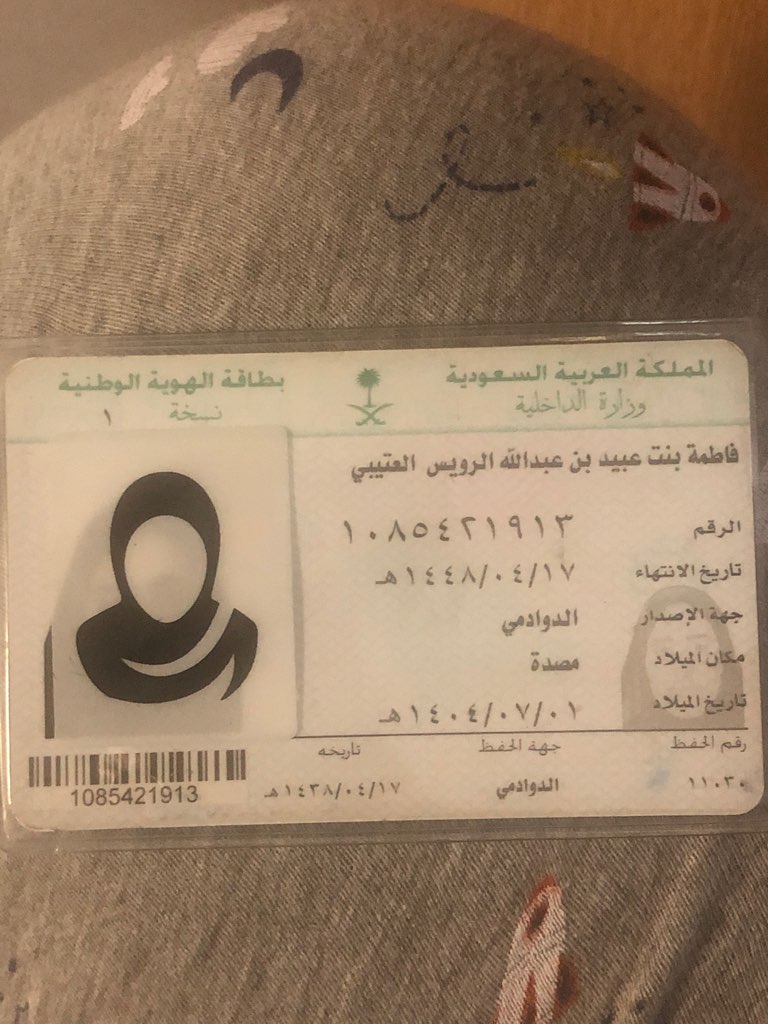 المملكة العربية السعودية
وزارة الداخلية
بطاقة الهوية الوطنية
نسخة ١
فاطمة بنت عبيد بن عبدالله الرويس العتيبي
الرقم ١٠٨٥٤٢١٩١٣
تاريخ الانتهاء ١٤٤٨/٠٤/١٧هـ
جهة الإصدار الدوادمي
مكان الميلاد مصدة
تاريخ الميلاد ١٤٠٤/٠٧/٠١هـ
رقم الحفظ جهة الحفظ تاريخه
١١٠٣٠ الدوادمي ١٤٣٨/٠٤/١٧هـ
1085421913